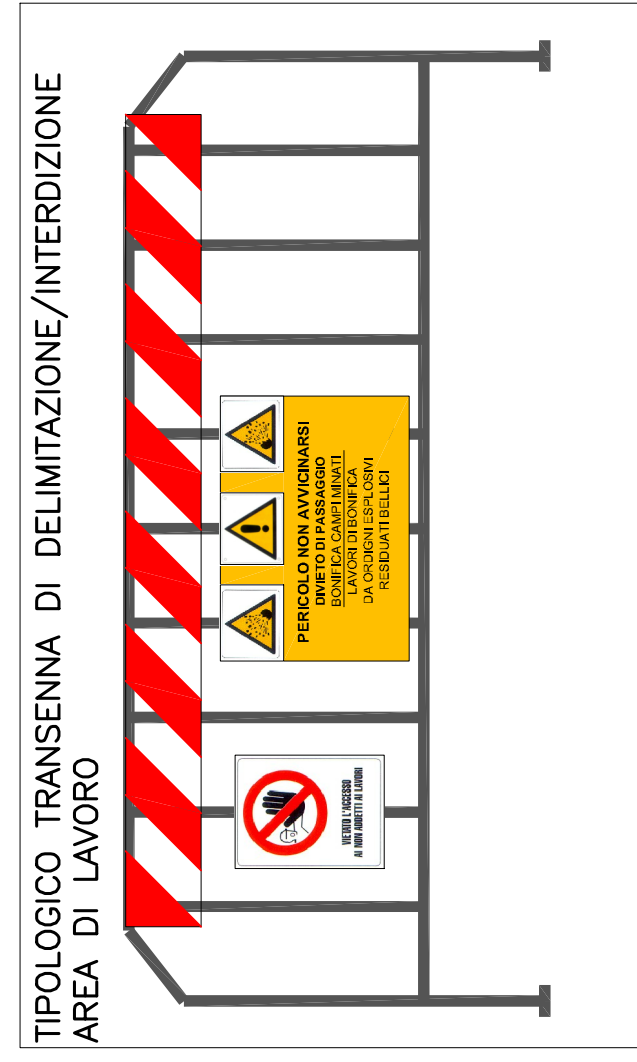 TIPOLOGICO TRANSENNA DI DELIMITAZIONE/INTERDIZIONE
AREA DI LAVORO
VIETATO L'ACCESSO
AI NON ADDETTI AI LAVORI
PERICOLO NON AVVICINARSI
DIVIETO DI PASSAGGIO
BONIFICA CAMPI MINATI
LAVORI DI BONIFICA
DA ORDIGNI ESPLOSIVI
RESIDUATI BELLICI